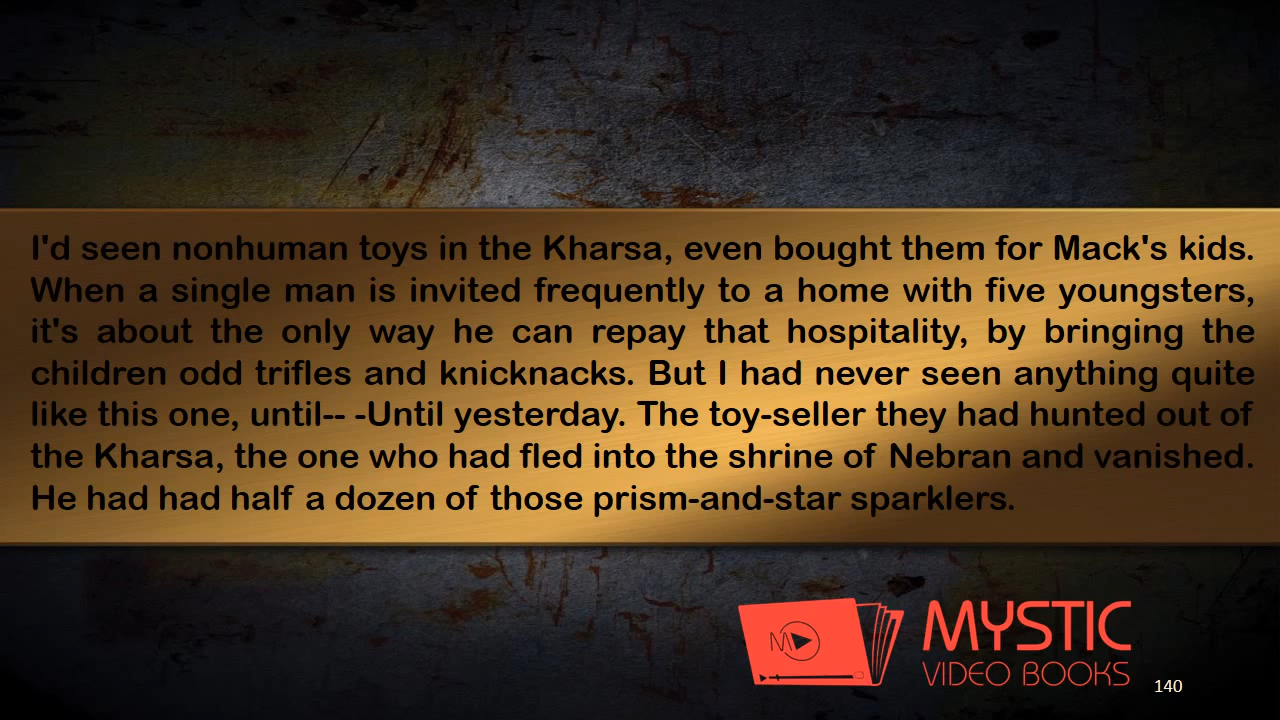 I'd seen nonhuman toys in the Kharsa, even bought them for Mack's kids.
When a single man is invited frequently to a home with five youngsters,
it's about the only way he can repay that hospitality, by bringing the
children odd trifles and knicknacks. But I had never seen anything quite
like this one, until-- -Until yesterday. The toy-seller they had hunted out of
the Kharsa, the one who had fled into the shrine of Nebran and vanished.
He had had half a dozen of those prism-and-star sparklers.
M
MYSTIC
VIDEO BOOKS
140